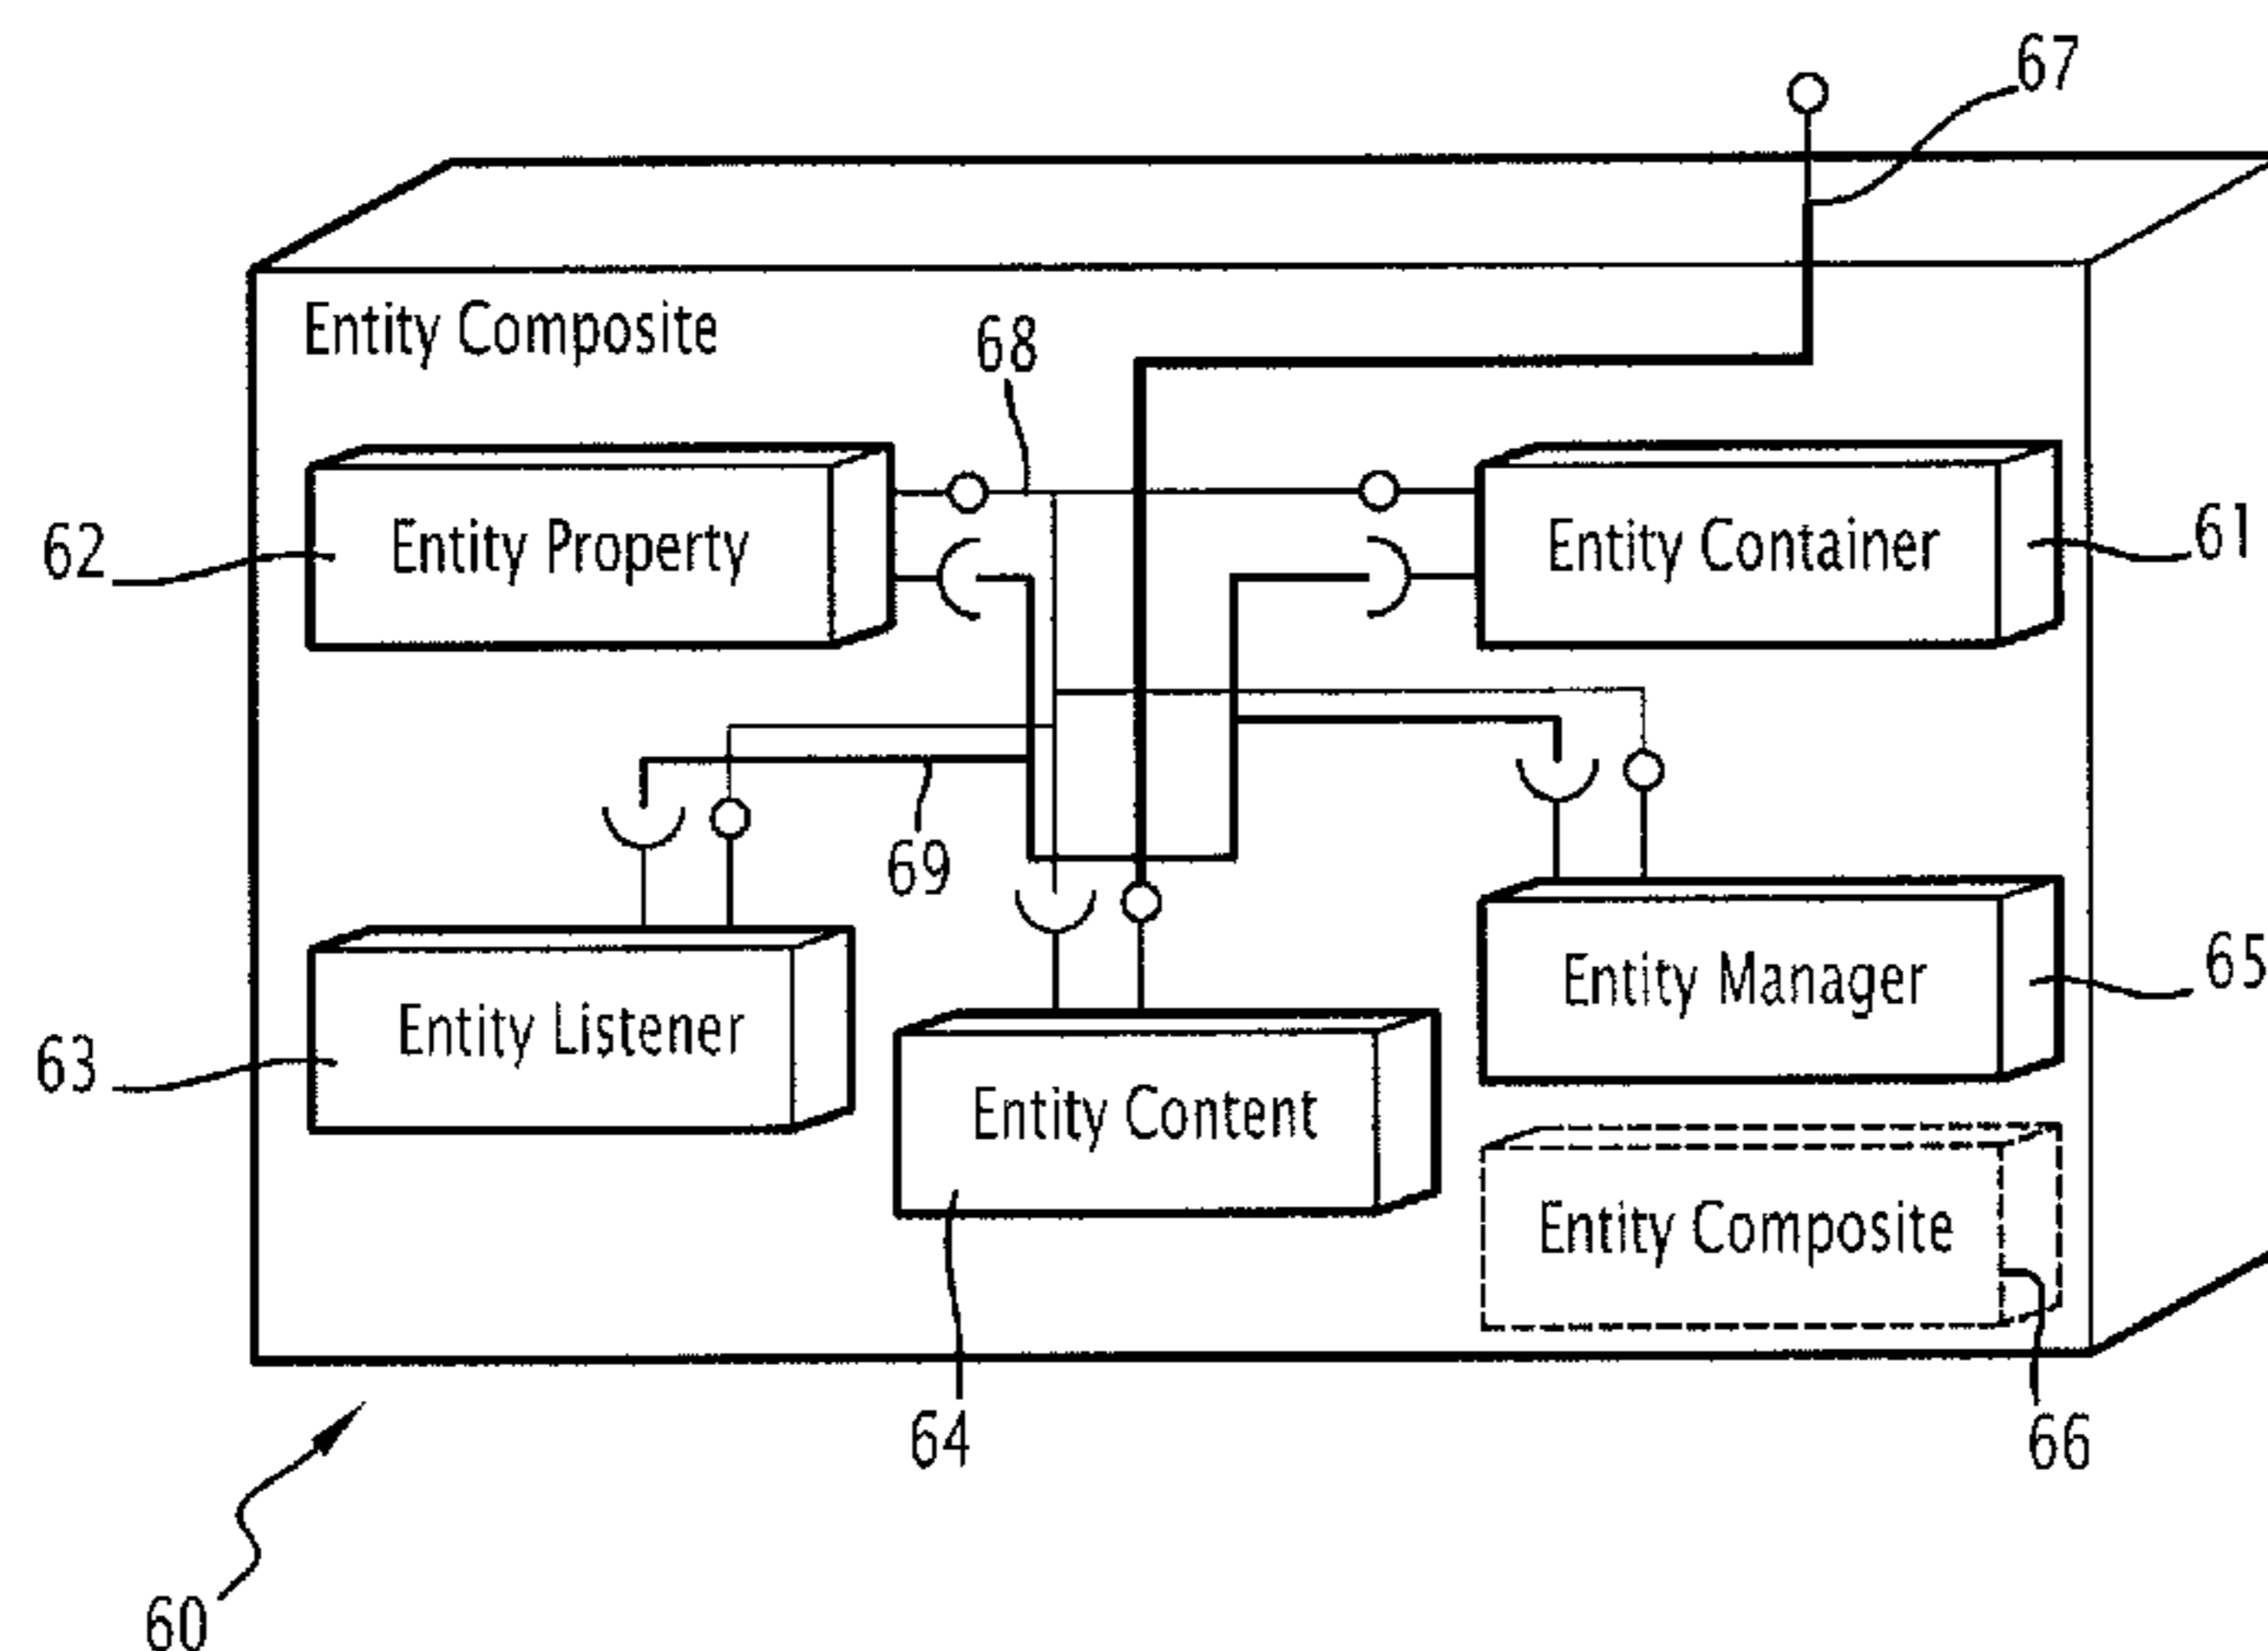 67
Entity Composite
68
62
Entity Property
Entity Container
61
69
63
Entity Listener
Entity Content
Entity Manager
65
Entity Composite
64
66
60